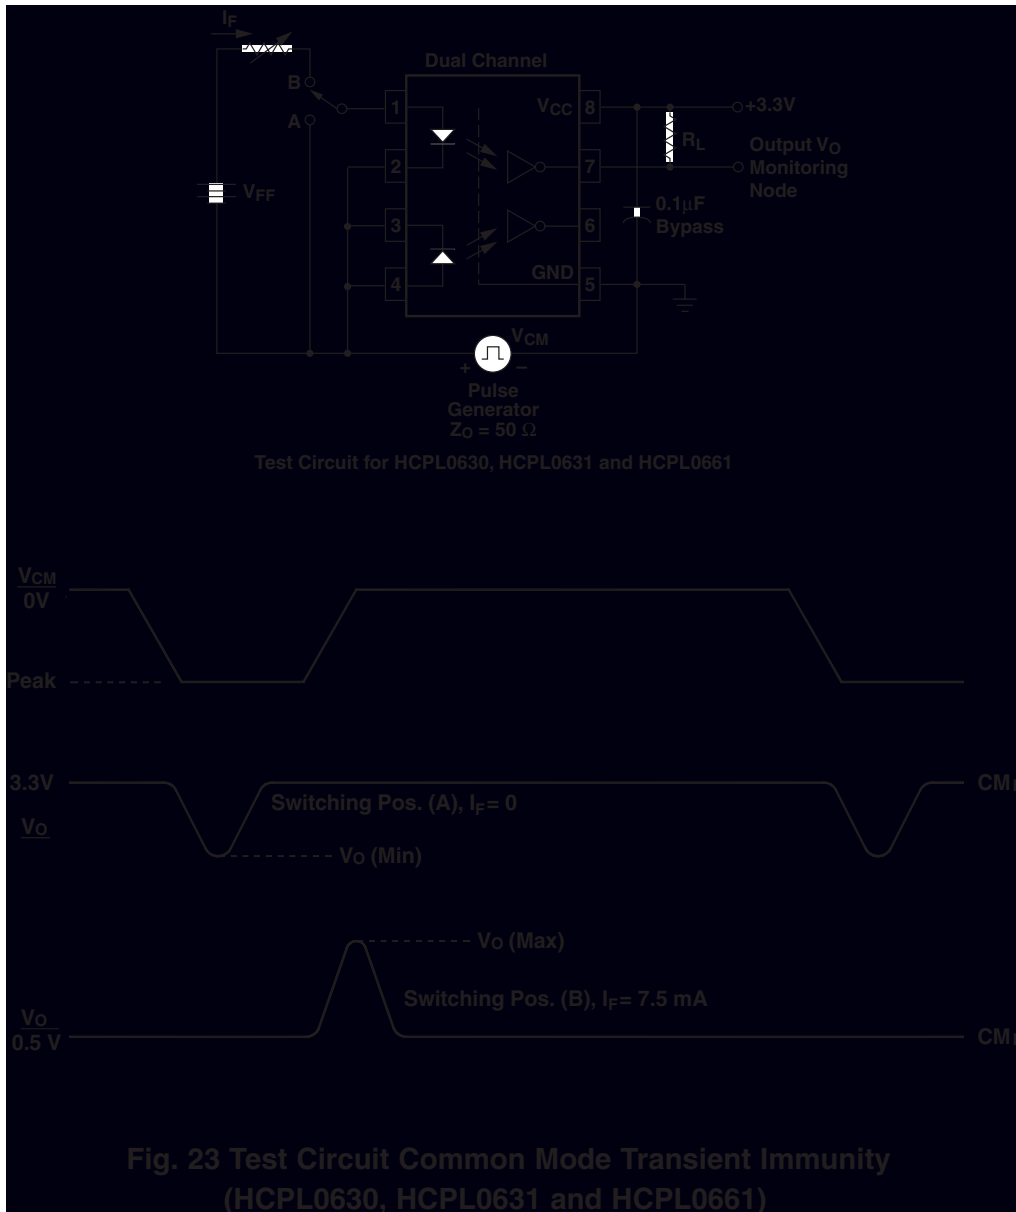 IF
Dual Channel
B
A
1
VCC
8
+3.3V
RL
Output VO
Monitoring
Node
2
7
VFF
3
6
0.1μF
Bypass
4
GND
5
VCM
+
−
Pulse
Generator
ZO = 50 Ω
Test Circuit for HCPL0630, HCPL0631 and HCPL0661
VCM
0V
Peak
3.3V
CM
Switching Pos. (A), IF = 0
VO
VO (Min)
VO (Max)
Switching Pos. (B), IF = 7.5 mA
VO
0.5 V
CM
Fig. 23 Test Circuit Common Mode Transient Immunity
(HCPL0630, HCPL0631 and HCPL0661)